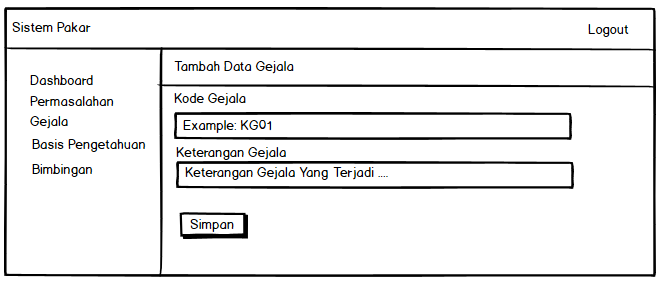 Sistem Pakar
Logout
Dashboard
Permasalahan
Gejala
Basis Pengetahuan
Bimbingan
Tambah Data Gejala
Kode Gejala
Example: KG01
Keterangan Gejala
Keterangan Gejala Yang Terjadi ....
Simpan